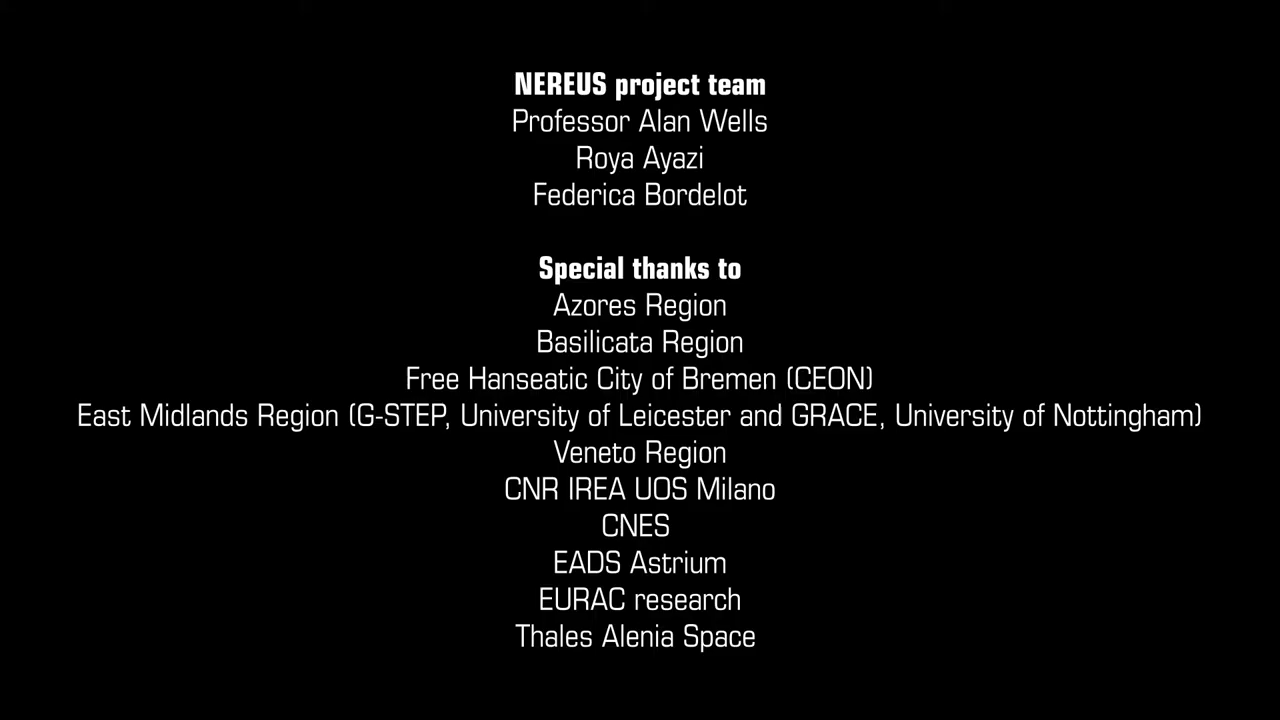 NEREUS project team
Professor Alan Wells
Roya Ayazi
Federica Bordelot
Special thanks to
Azores Region
Basilicata Region
Free Hanseatic City of Bremen (CEON)
East Midlands Region (G-STEP, University of Leicester and GRACE, University of Nottingham)
Veneto Region
CNR IREA UOS Milano
CNES
EADS Astrium
EURAC research
Thales Alenia Space